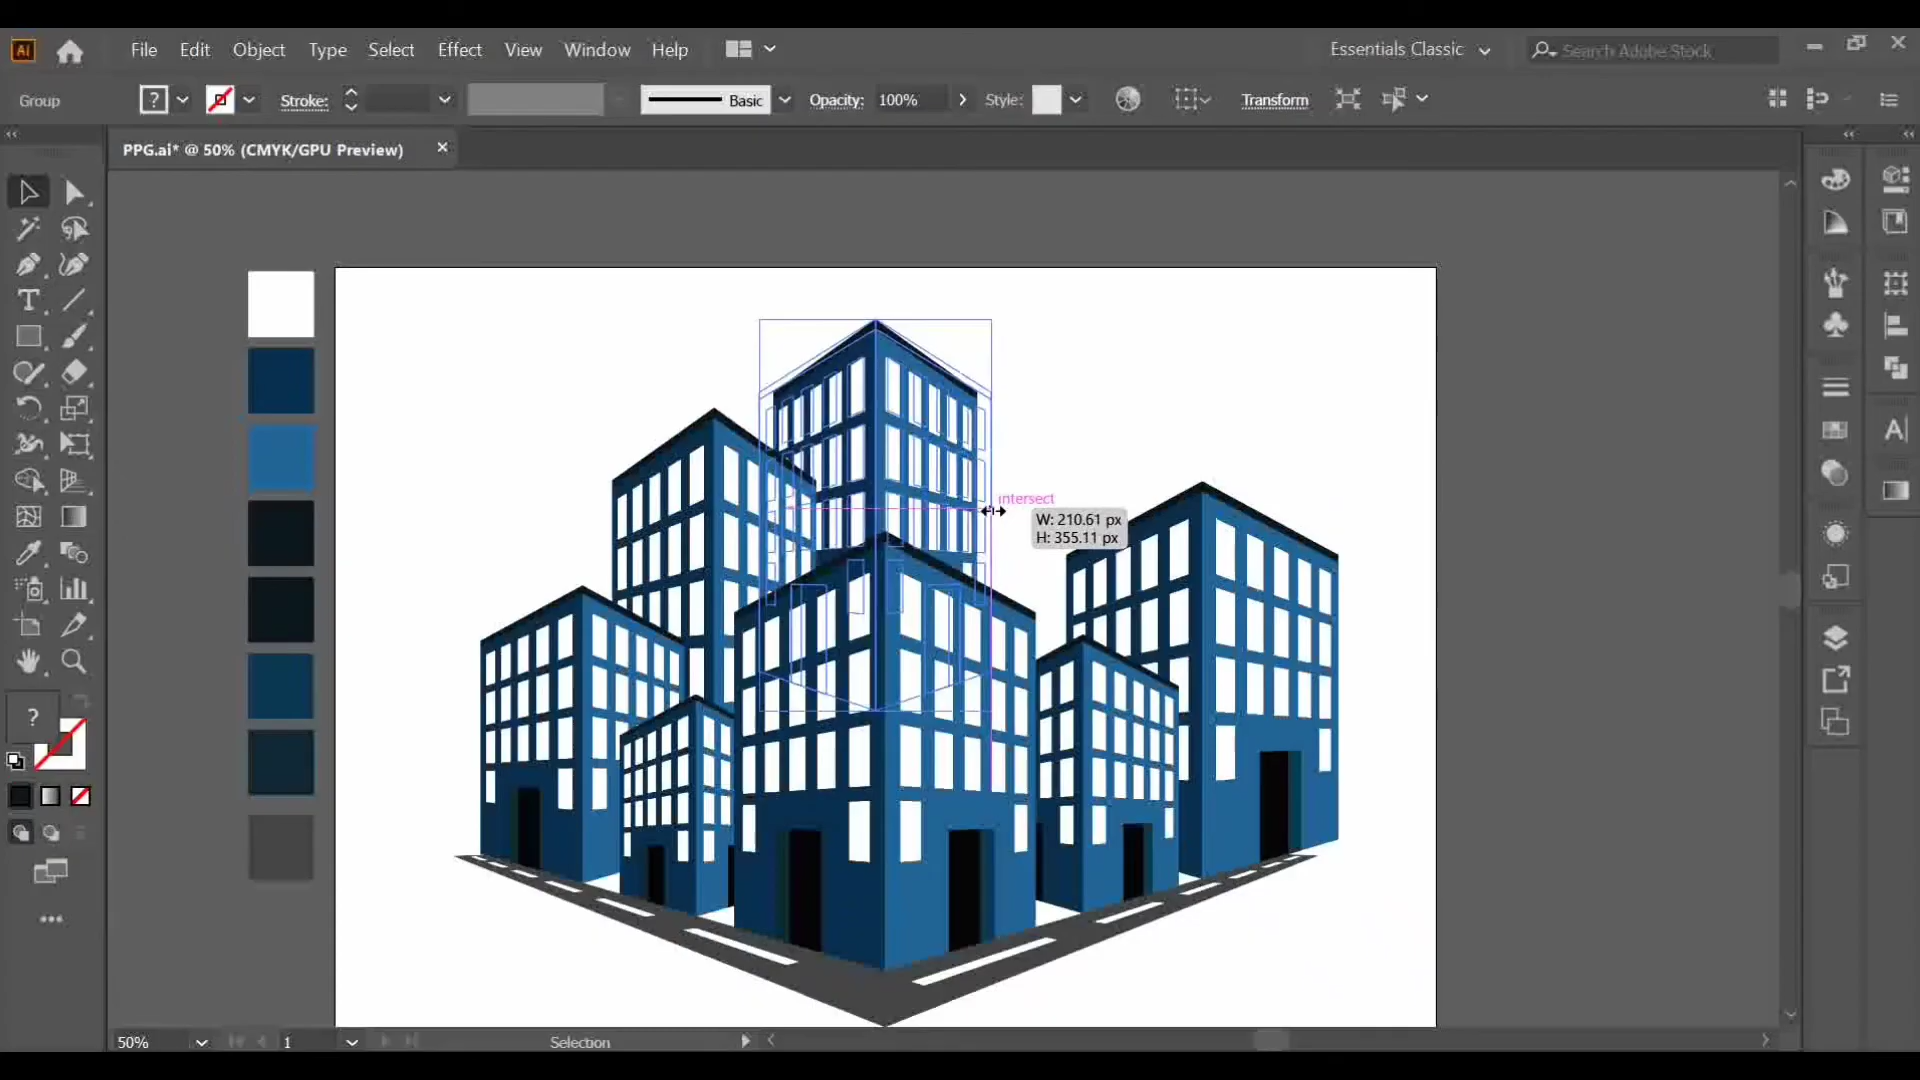 Ai File Edit Object Type Select Effect View Window Help Essentials Classic Search Adobe Stock
Group ? Stroke: Basic Opacity: 100% Style: Transform
PPG.ai* @ 50% (CMYK/GPU Preview)
intersect
W: 210.61 px
H: 355.11 px
?
50% 1 Selection